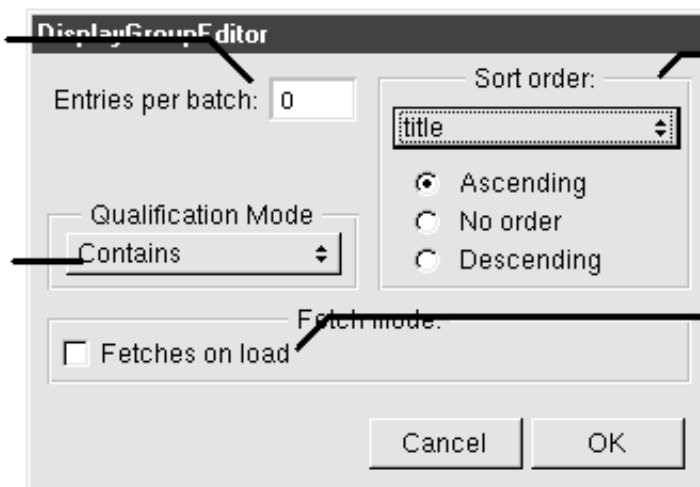 DisplayGroupEditor
Entries per batch: 0
Sort order:
title
Ascending
No order
Descending
Qualification Mode
Contains
Fetch mode:
Fetches on load
Cancel
OK